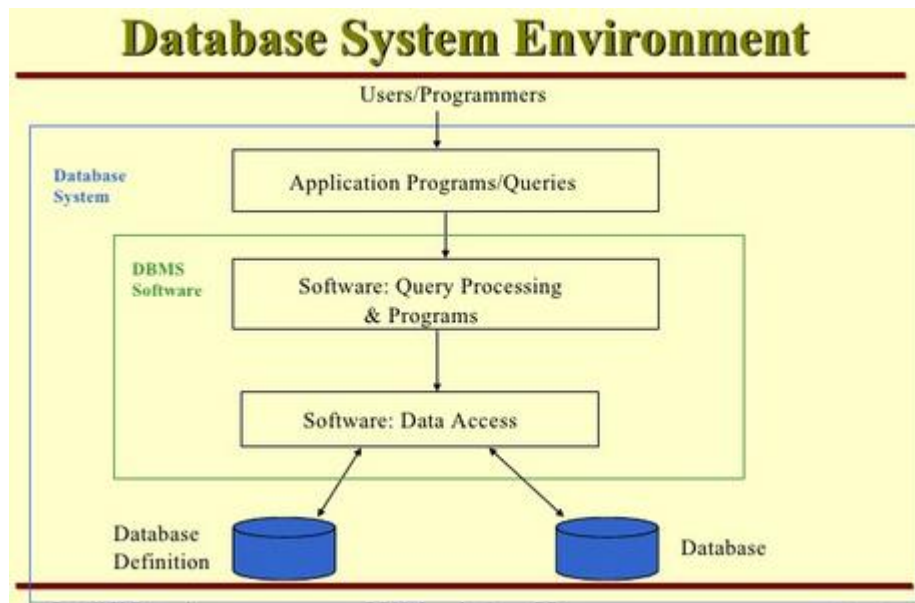 Database System Environment
Users/Programmers
Database
System
Application Programs/Queries
DBMS
Software
Software: Query Processing
& Programs
Software: Data Access
Database
Definition
Database